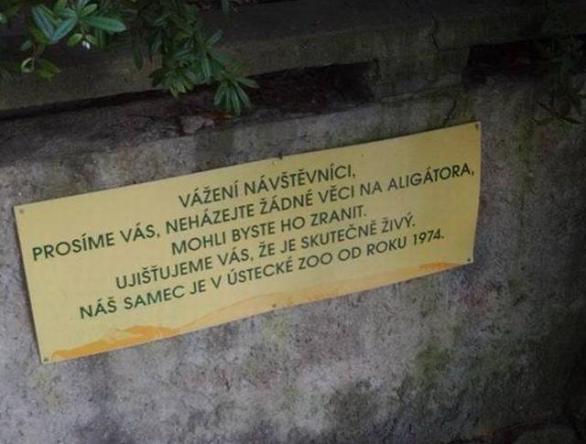 VÁŽENÍ NÁVŠTĚVNÍCI,
PROSÍME VÁS, NEHÁZEJTE ŽÁDNÉ VĚCI NA ALIGÁTORA,
MOHLI BYSTE HO ZRANIT.
UJIŠŤUJEME VÁS, ŽE JE SKUTEČNĚ ŽIVÝ.
NÁŠ SAMEC JE V ÚSTECKÉ ZOO OD ROKU 1974.